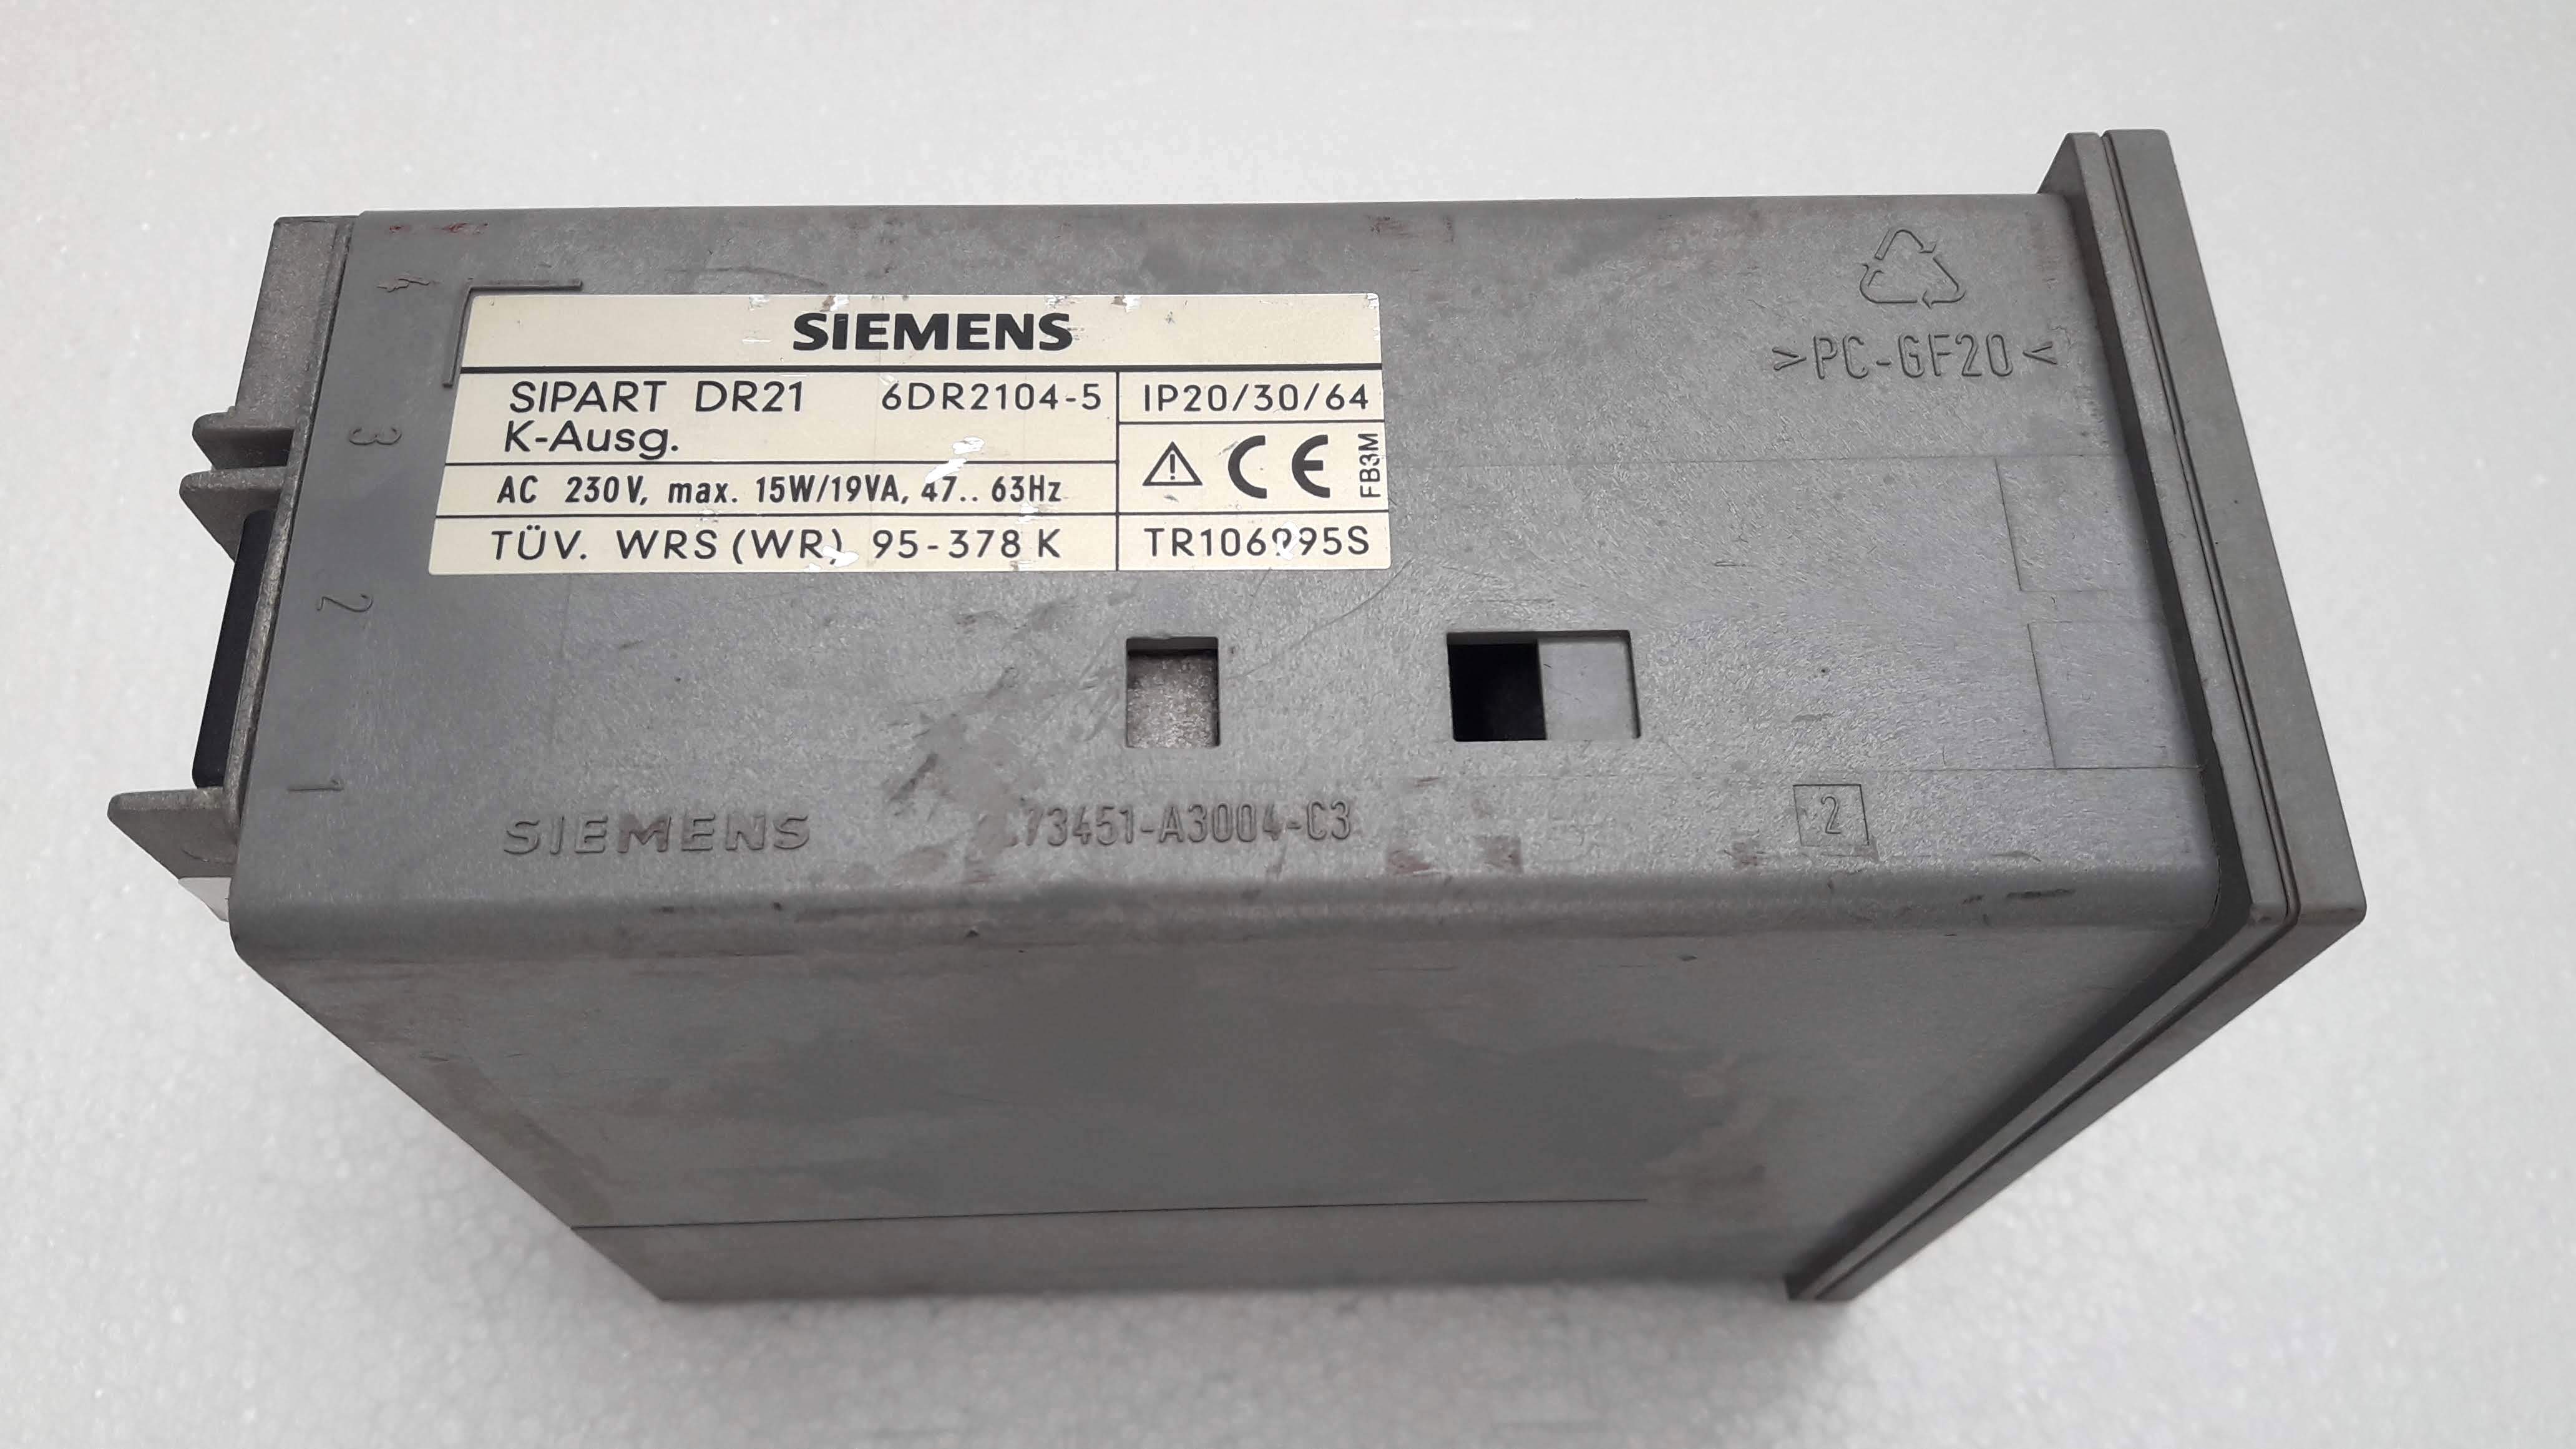 SIEMENS
SIPART DR21 6DR2104-5
K-Ausg.
AC 230V, max. 15W/19VA, 47.. 63Hz
TÜV. WRS (WR) 95-378 K
IP20/30/64
CE
FB3M
>PC-GF20<
4
3
2
1
SIEMENS
73451-A3004-C3
2